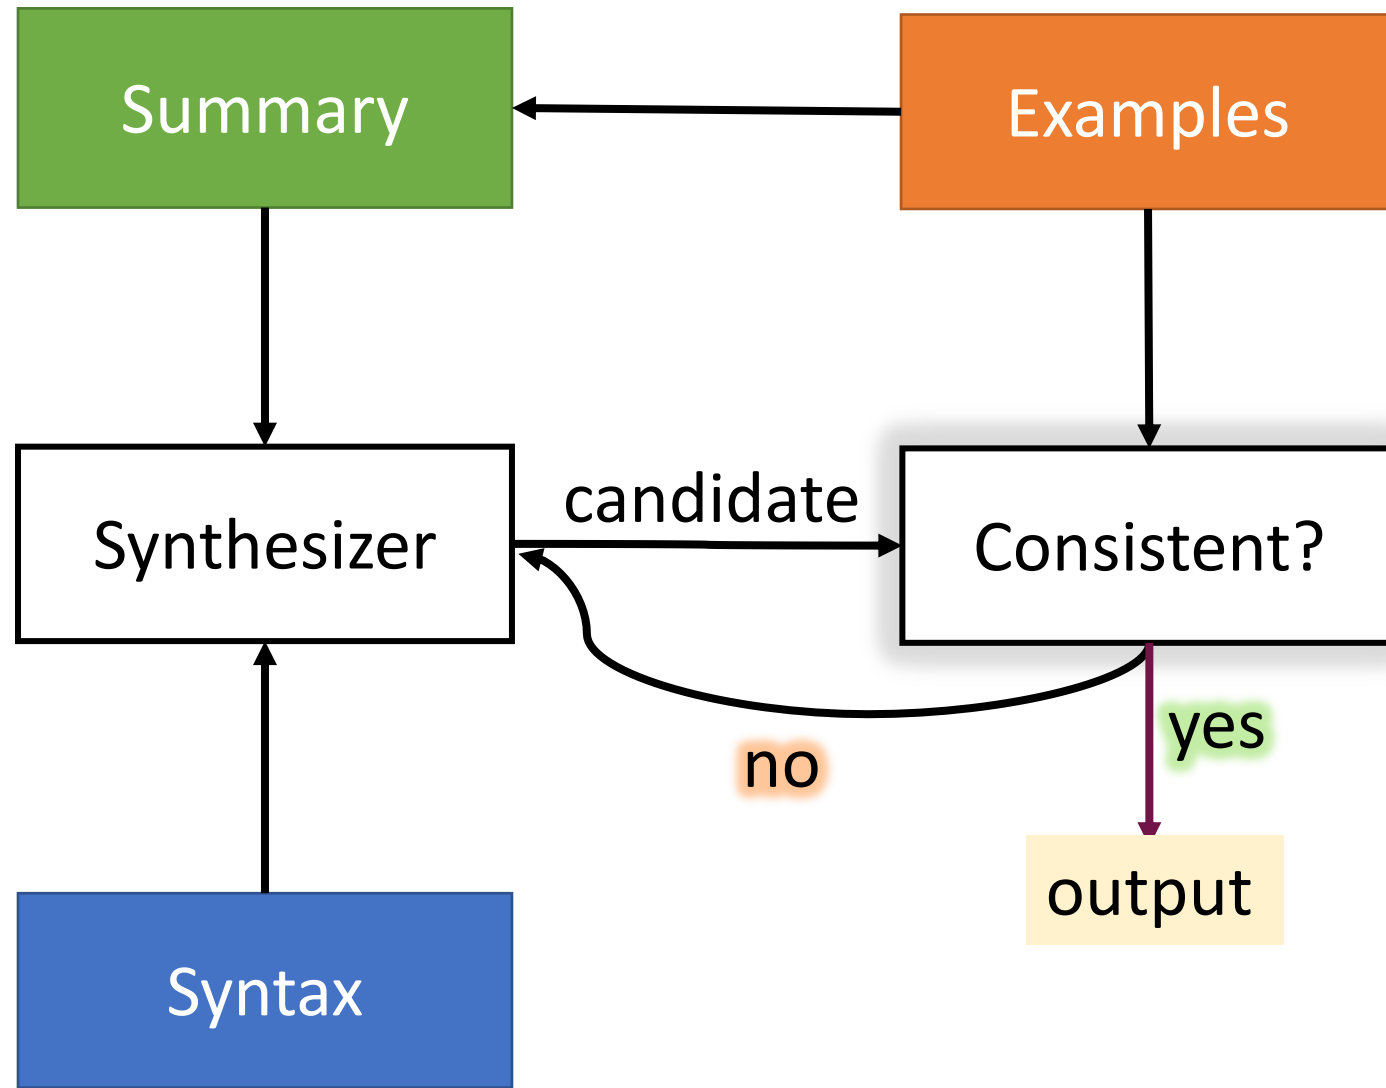 Summary
Examples
Synthesizer
candidate
Consistent?
no
yes
output
Syntax